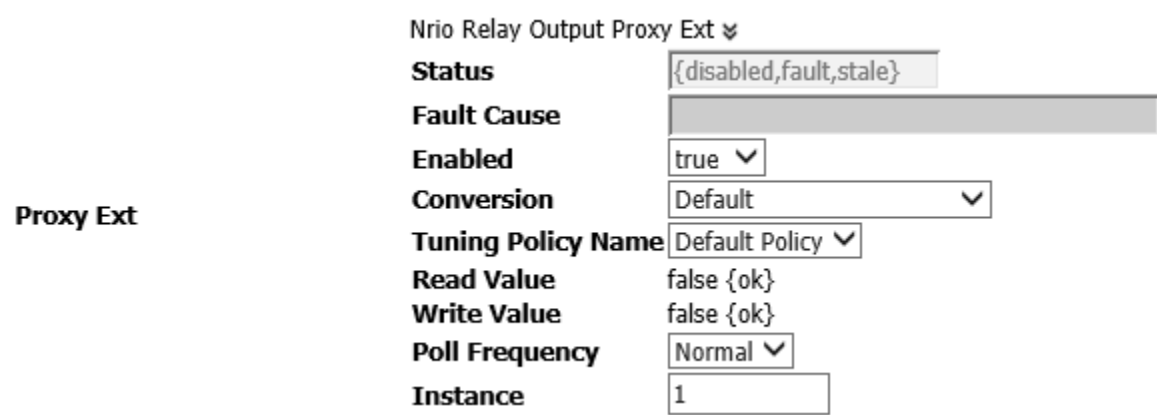 Nrio Relay Output Proxy Ext
Status {disabled,fault,stale}
Fault Cause
Enabled true
Conversion Default
Proxy Ext
Tuning Policy Name Default Policy
Read Value false {ok}
Write Value false {ok}
Poll Frequency Normal
Instance 1